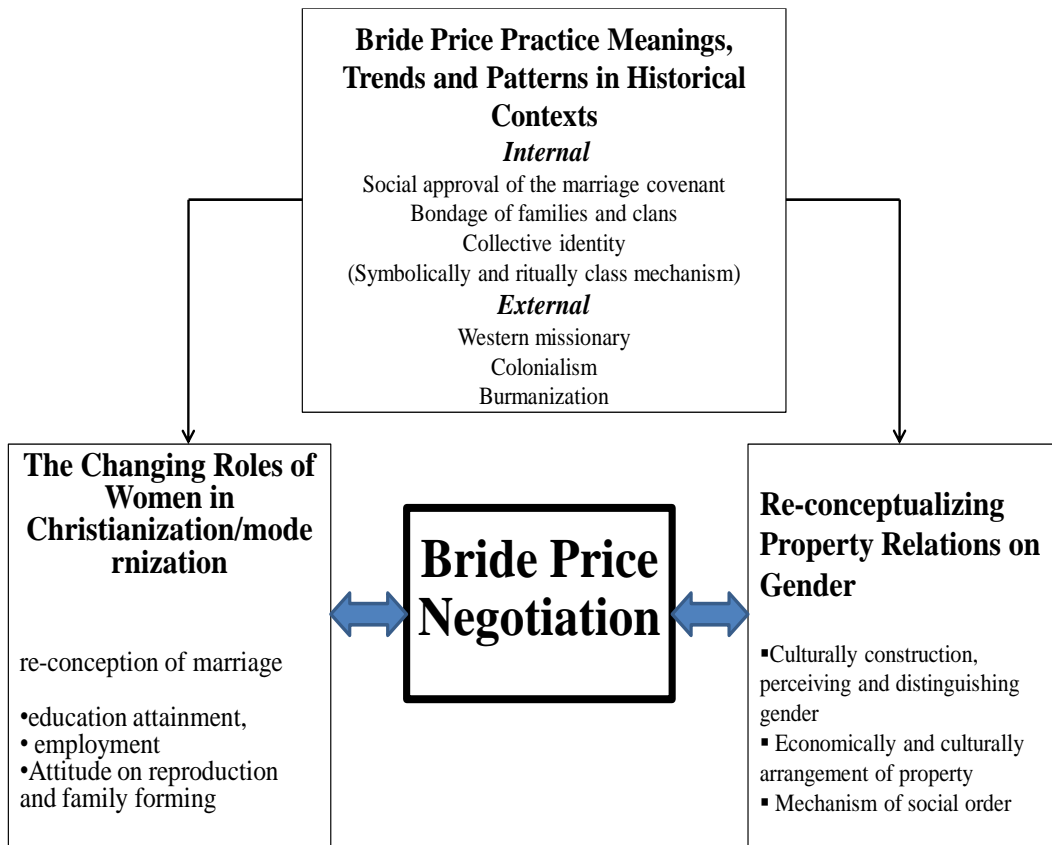 Bride Price Practice Meanings,
Trends and Patterns in Historical
Contexts
Internal
Social approval of the marriage covenant
Bondage of families and clans
Collective identity
(Symbolically and ritually class mechanism)
External
Western missionary
Colonialism
Burmanization
The Changing Roles of
Women in
Christianization/mode
rnization
re-conception of marriage
•education attainment,
• employment
•Attitude on reproduction
and family forming
Bride Price
Negotiation
Re-conceptualizing
Property Relations on
Gender
▪Culturally construction,
perceiving and distinguishing
gender
▪ Economically and culturally
arrangement of property
▪ Mechanism of social order